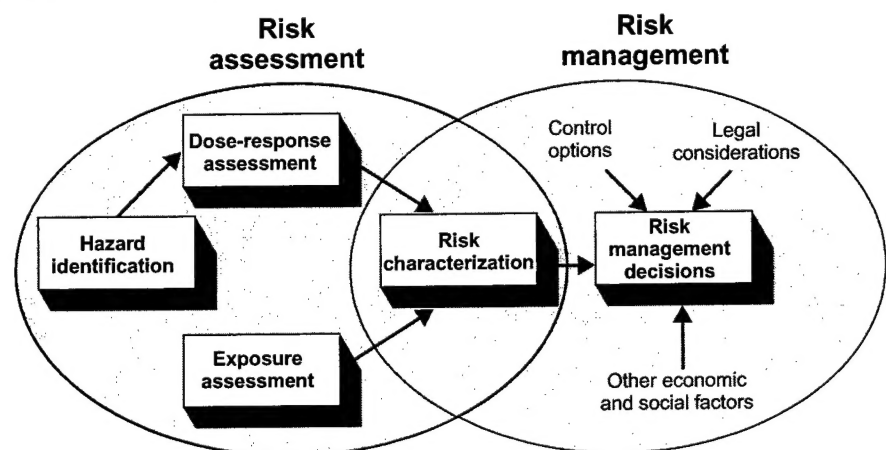 Risk
assessment
Risk
management
Dose-response
assessment
Control
options
Legal
considerations
Hazard
identification
Risk
characterization
Risk
management
decisions
Exposure
assessment
Other economic
and social factors